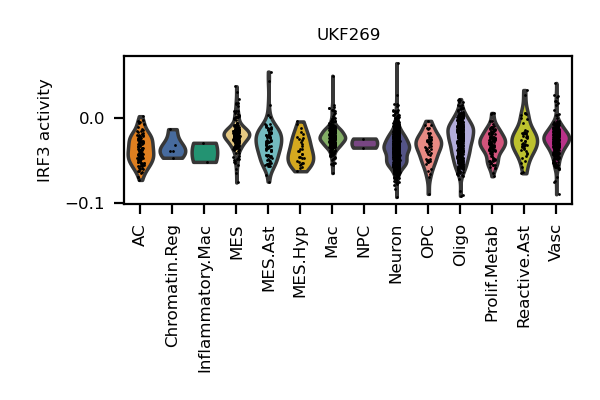 UKF269
IRF3 activity
0.0
−0.1
AC
Chromatin.Reg
Inflammatory.Mac
MES
MES.Ast
MES.Hyp
Mac
NPC
Neuron
OPC
Oligo
Prolif.Metab
Reactive.Ast
Vasc